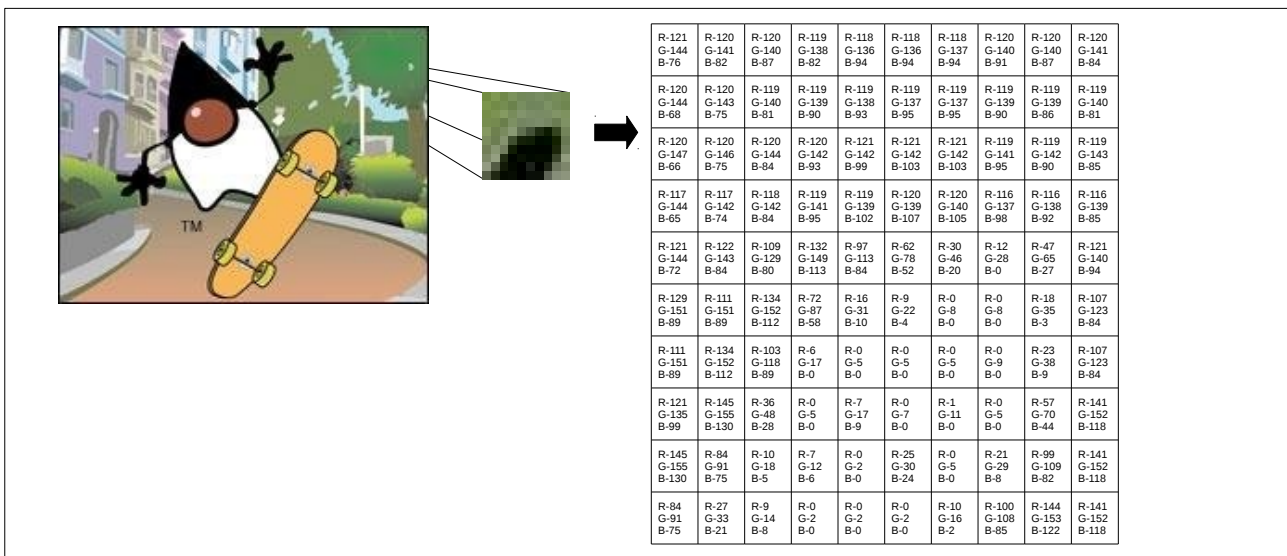 TM
R-121 R-120 R-120 R-119 R-118 R-118 R-118 R-120 R-120 R-120
G-144 G-141 G-140 G-138 G-136 G-136 G-137 G-140 G-140 G-141
B-76 B-82 B-87 B-82 B-94 B-94 B-94 B-91 B-87 B-84
R-120 R-120 R-119 R-119 R-119 R-119 R-119 R-119 R-119 R-119
G-144 G-143 G-140 G-139 G-138 G-137 G-137 G-139 G-139 G-140
B-68 B-75 B-81 B-90 B-93 B-95 B-95 B-90 B-86 B-81
R-120 R-120 R-120 R-120 R-121 R-121 R-121 R-119 R-119 R-119
G-147 G-146 G-144 G-142 G-142 G-142 G-142 G-141 G-142 G-143
B-66 B-75 B-84 B-93 B-99 B-103 B-103 B-95 B-90 B-85
R-117 R-117 R-118 R-119 R-119 R-120 R-120 R-116 R-116 R-116
G-144 G-142 G-142 G-141 G-139 G-139 G-140 G-137 G-138 G-139
B-65 B-74 B-84 B-95 B-102 B-107 B-105 B-98 B-92 B-85
R-121 R-122 R-109 R-132 R-97 R-62 R-30 R-12 R-47 R-121
G-144 G-143 G-129 G-149 G-113 G-78 G-46 G-28 G-65 G-140
B-72 B-84 B-80 B-113 B-84 B-52 B-20 B-0 B-27 B-94
R-129 R-111 R-134 R-72 R-16 R-9 R-0 R-0 R-18 R-107
G-151 G-151 G-152 G-87 G-31 G-22 G-8 G-8 G-35 G-123
B-89 B-89 B-112 B-58 B-10 B-4 B-0 B-0 B-3 B-84
R-111 R-134 R-103 R-6 R-0 R-0 R-0 R-0 R-23 R-107
G-151 G-152 G-118 G-17 G-5 G-5 G-5 G-9 G-38 G-123
B-89 B-112 B-89 B-0 B-0 B-0 B-0 B-0 B-9 B-84
R-121 R-145 R-36 R-0 R-7 R-0 R-1 R-0 R-57 R-141
G-135 G-155 G-48 G-5 G-17 G-7 G-11 G-5 G-70 G-152
B-99 B-130 B-28 B-0 B-9 B-0 B-0 B-0 B-44 B-118
R-145 R-84 R-10 R-7 R-0 R-25 R-0 R-21 R-99 R-141
G-155 G-91 G-18 G-12 G-2 G-30 G-5 G-29 G-109 G-152
B-130 B-75 B-5 B-6 B-0 B-24 B-0 B-8 B-82 B-118
R-84 R-27 R-9 R-0 R-0 R-0 R-10 R-100 R-144 R-141
G-91 G-33 G-14 G-2 G-2 G-2 G-16 G-108 G-153 G-152
B-75 B-21 B-8 B-0 B-0 B-0 B-2 B-85 B-122 B-118